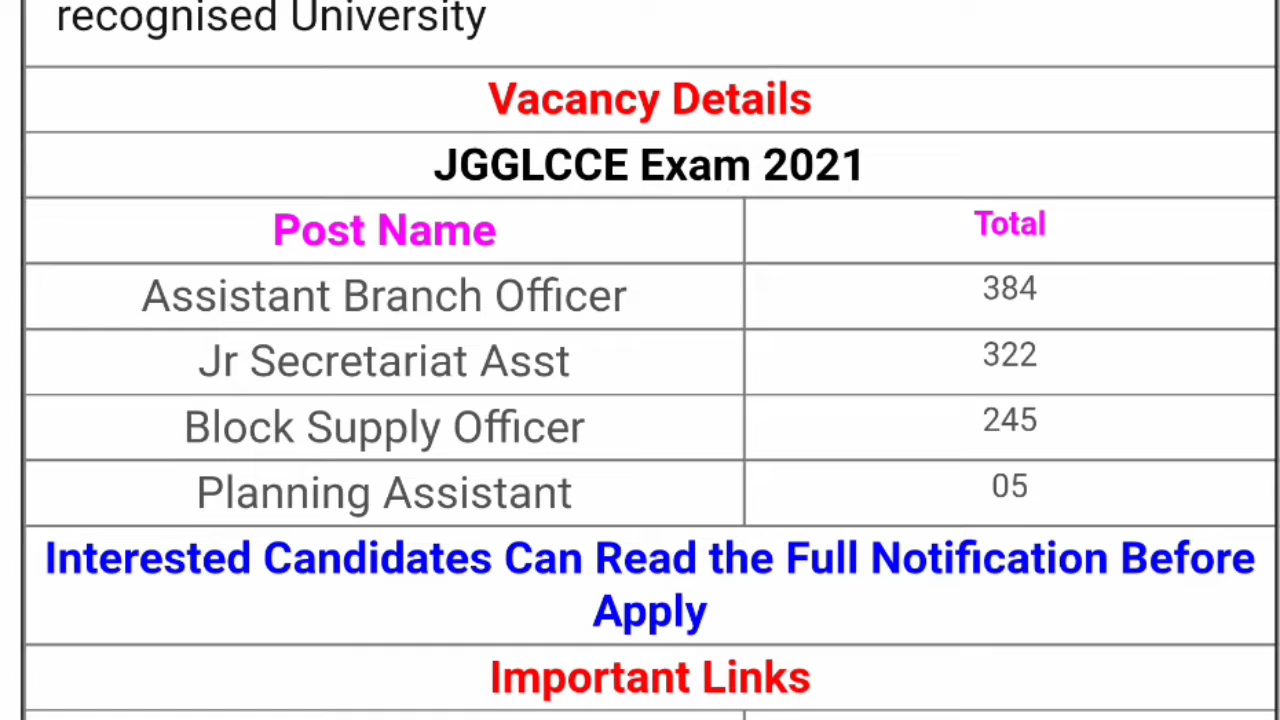 recognised University
Vacancy Details
JGGLCCE Exam 2021
Post Name Total
Assistant Branch Officer 384
Jr Secretariat Asst 322
Block Supply Officer 245
Planning Assistant 05
Interested Candidates Can Read the Full Notification Before
Apply
Important Links